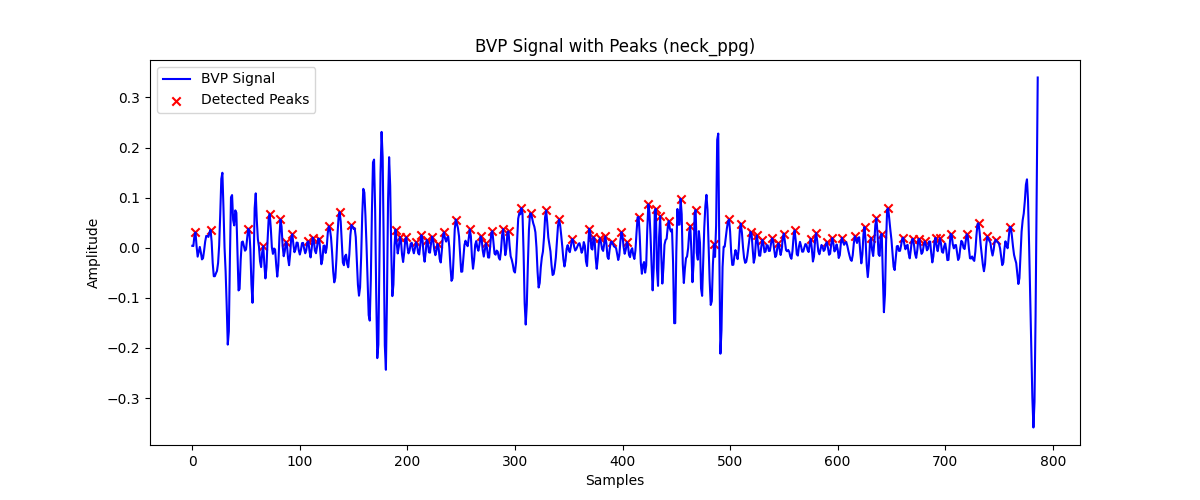 BVP Signal with Peaks (neck_ppg)
BVP Signal
Detected Peaks
Amplitude
0.3
0.2
0.1
0.0
−0.1
−0.2
−0.3
0 100 200 300 400 500 600 700 800
Samples